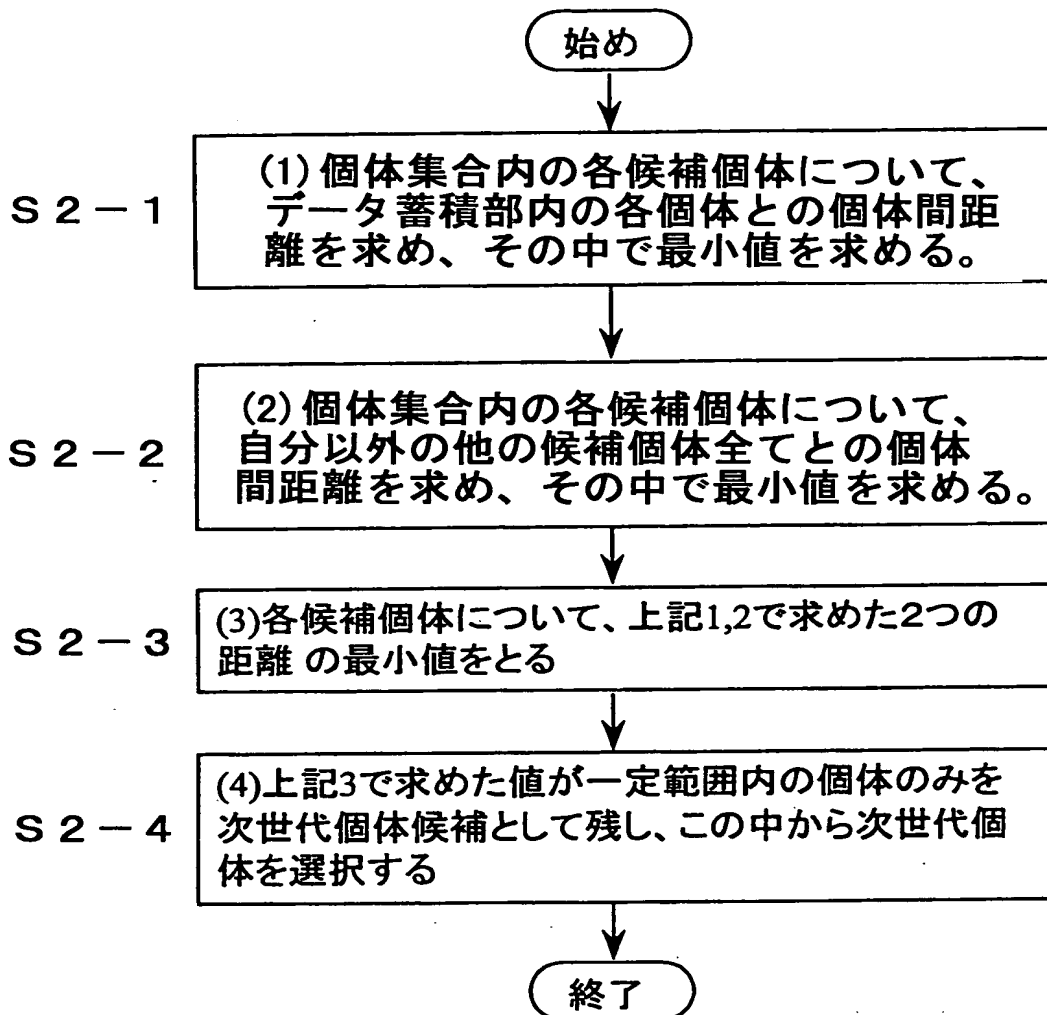 始め
S2-1
(1)個体集合内の各候補個体について、
データ蓄積部内の各個体との個体間距
離を求め、その中で最小値を求める。
S2-2
(2)個体集合内の各候補個体について、
自分以外の他の候補個体全てとの個体
間距離を求め、その中で最小値を求める。
S2-3
(3)各候補個体について、上記1,2で求めた2つの
距離 の最小値をとる
S2-4
(4)上記3で求めた値が一定範囲内の個体のみを
次世代個体候補として残し、この中から次世代個
体を選択する
終了